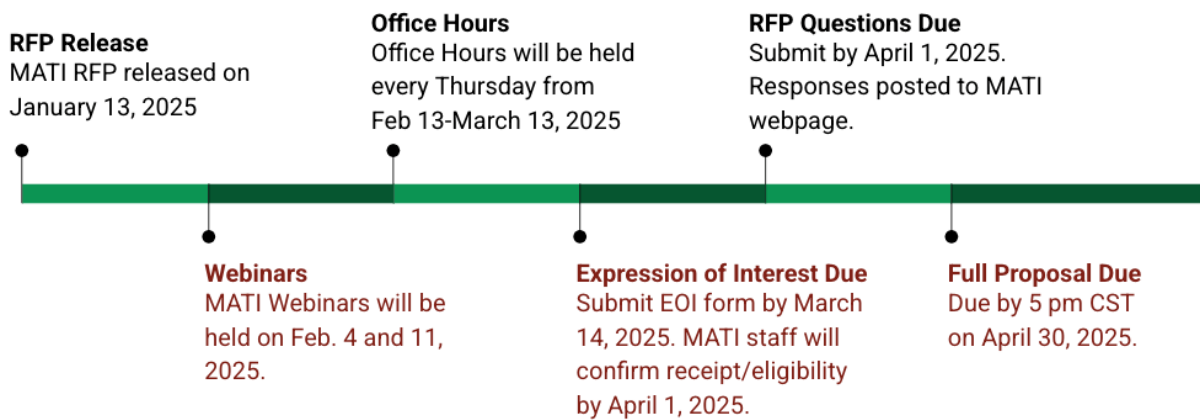 RFP Release
MATI RFP released on
January 13, 2025
Office Hours
Office Hours will be held
every Thursday from
Feb 13-March 13, 2025
RFP Questions Due
Submit by April 1, 2025.
Responses posted to MATI
webpage.
Webinars
MATI Webinars will be
held on Feb. 4 and 11,
2025.
Expression of Interest Due
Submit EOI form by March
14, 2025. MATI staff will
confirm receipt/eligibility
by April 1, 2025.
Full Proposal Due
Due by 5 pm CST
on April 30, 2025.